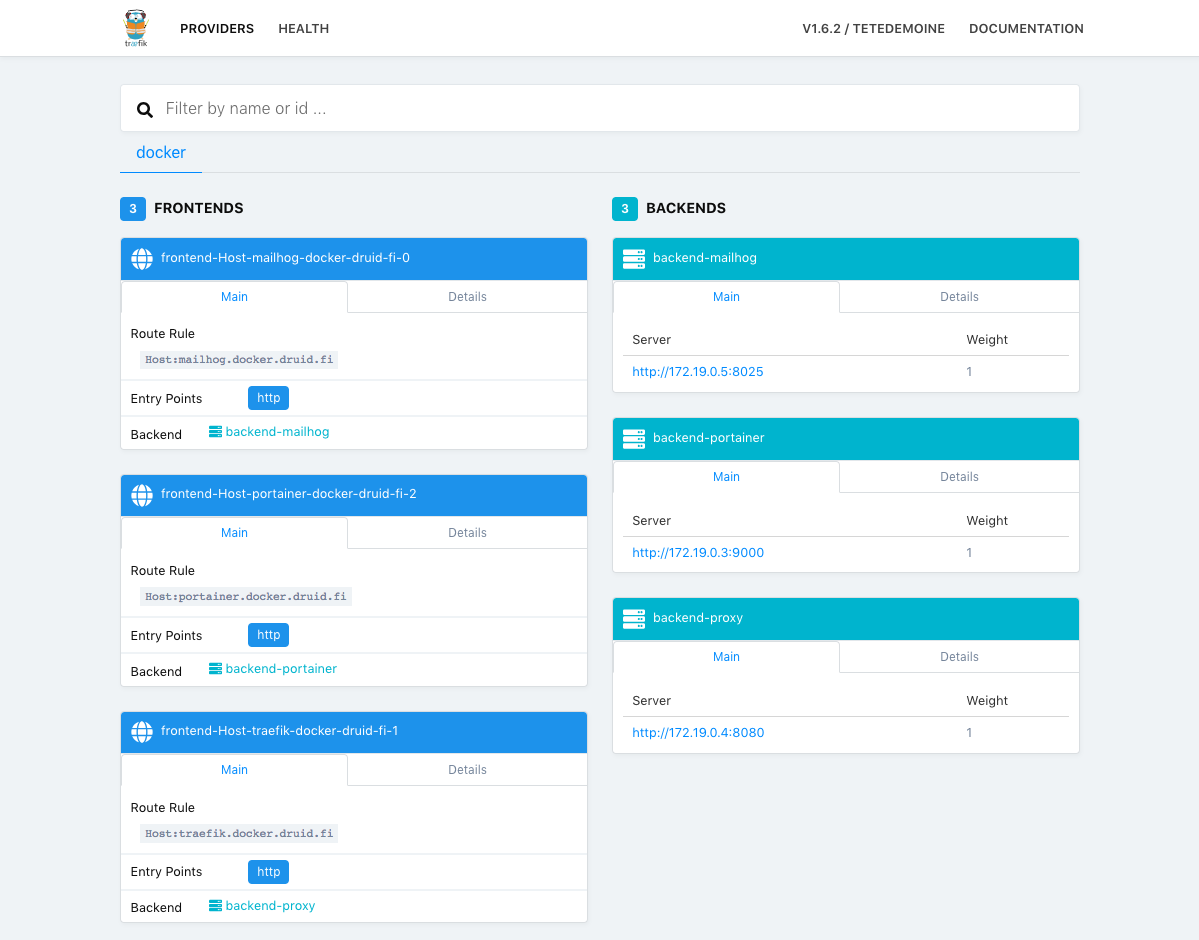 træfik
PROVIDERS HEALTH V1.6.2 / TETEDEMOINE DOCUMENTATION
Filter by name or id ...
docker
3 FRONTENDS
frontend-Host-mailhog-docker-druid-fi-0
Main Details
Route Rule
Host:mailhog.docker.druid.fi
Entry Points http
Backend backend-mailhog
frontend-Host-portainer-docker-druid-fi-2
Main Details
Route Rule
Host:portainer.docker.druid.fi
Entry Points http
Backend backend-portainer
frontend-Host-traefik-docker-druid-fi-1
Main Details
Route Rule
Host:traefik.docker.druid.fi
Entry Points http
Backend backend-proxy
3 BACKENDS
backend-mailhog
Main Details
Server Weight
http://172.19.0.5:8025 1
backend-portainer
Main Details
Server Weight
http://172.19.0.3:9000 1
backend-proxy
Main Details
Server Weight
http://172.19.0.4:8080 1